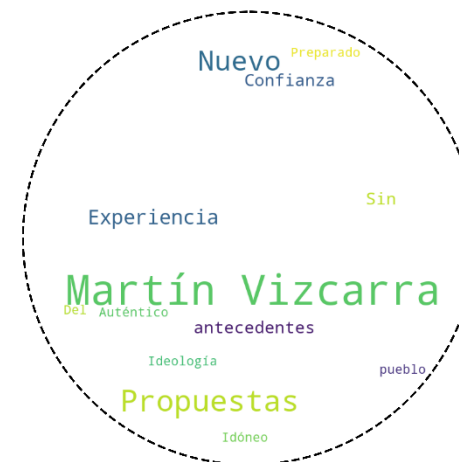 Preparado
Nuevo
Confianza
Sin
Experiencia
Martín Vizcarra
Del
Auténtico
antecedentes
Ideología
pueblo
Propuestas
Idóneo